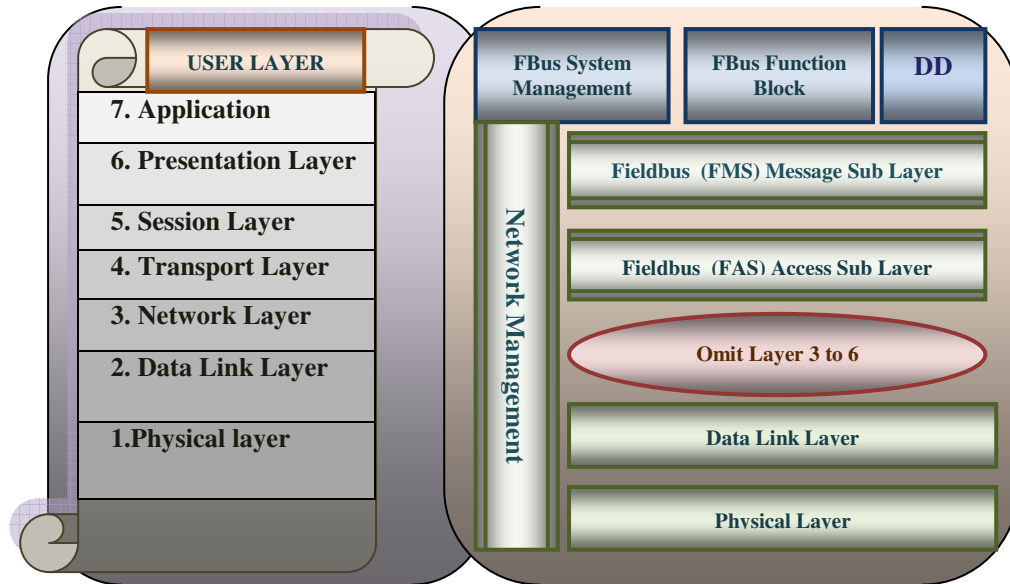 USER LAYER
7. Application
6. Presentation Layer
5. Session Layer
4. Transport Layer
3. Network Layer
2. Data Link Layer
1.Physical layer
FBus System
Management
FBus Function
Block
DD
Network Management
Fieldbus (FMS) Message Sub Layer
Fieldbus (FAS) Access Sub Layer
Omit Layer 3 to 6
Data Link Layer
Physical Layer